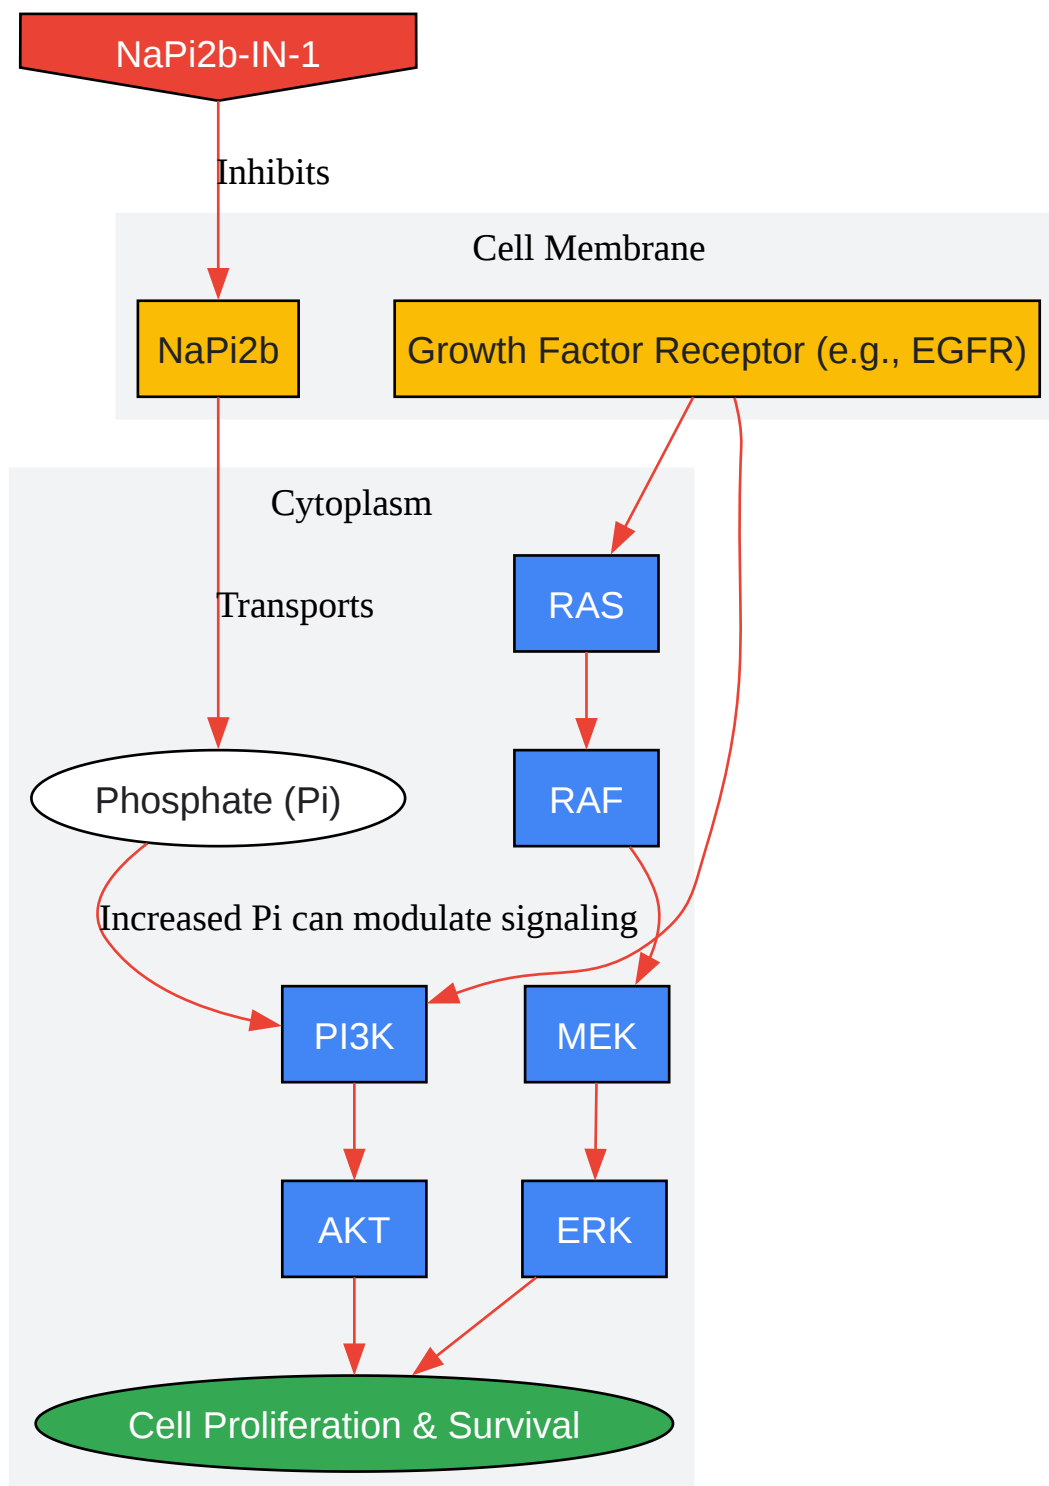 NaPi2b-IN-1
Inhibits
Cell Membrane
NaPi2b
Growth Factor Receptor (e.g., EGFR)
Cytoplasm
Transports
RAS
Phosphate (Pi)
RAF
Increased Pi can modulate signaling
PI3K
MEK
AKT
ERK
Cell Proliferation & Survival